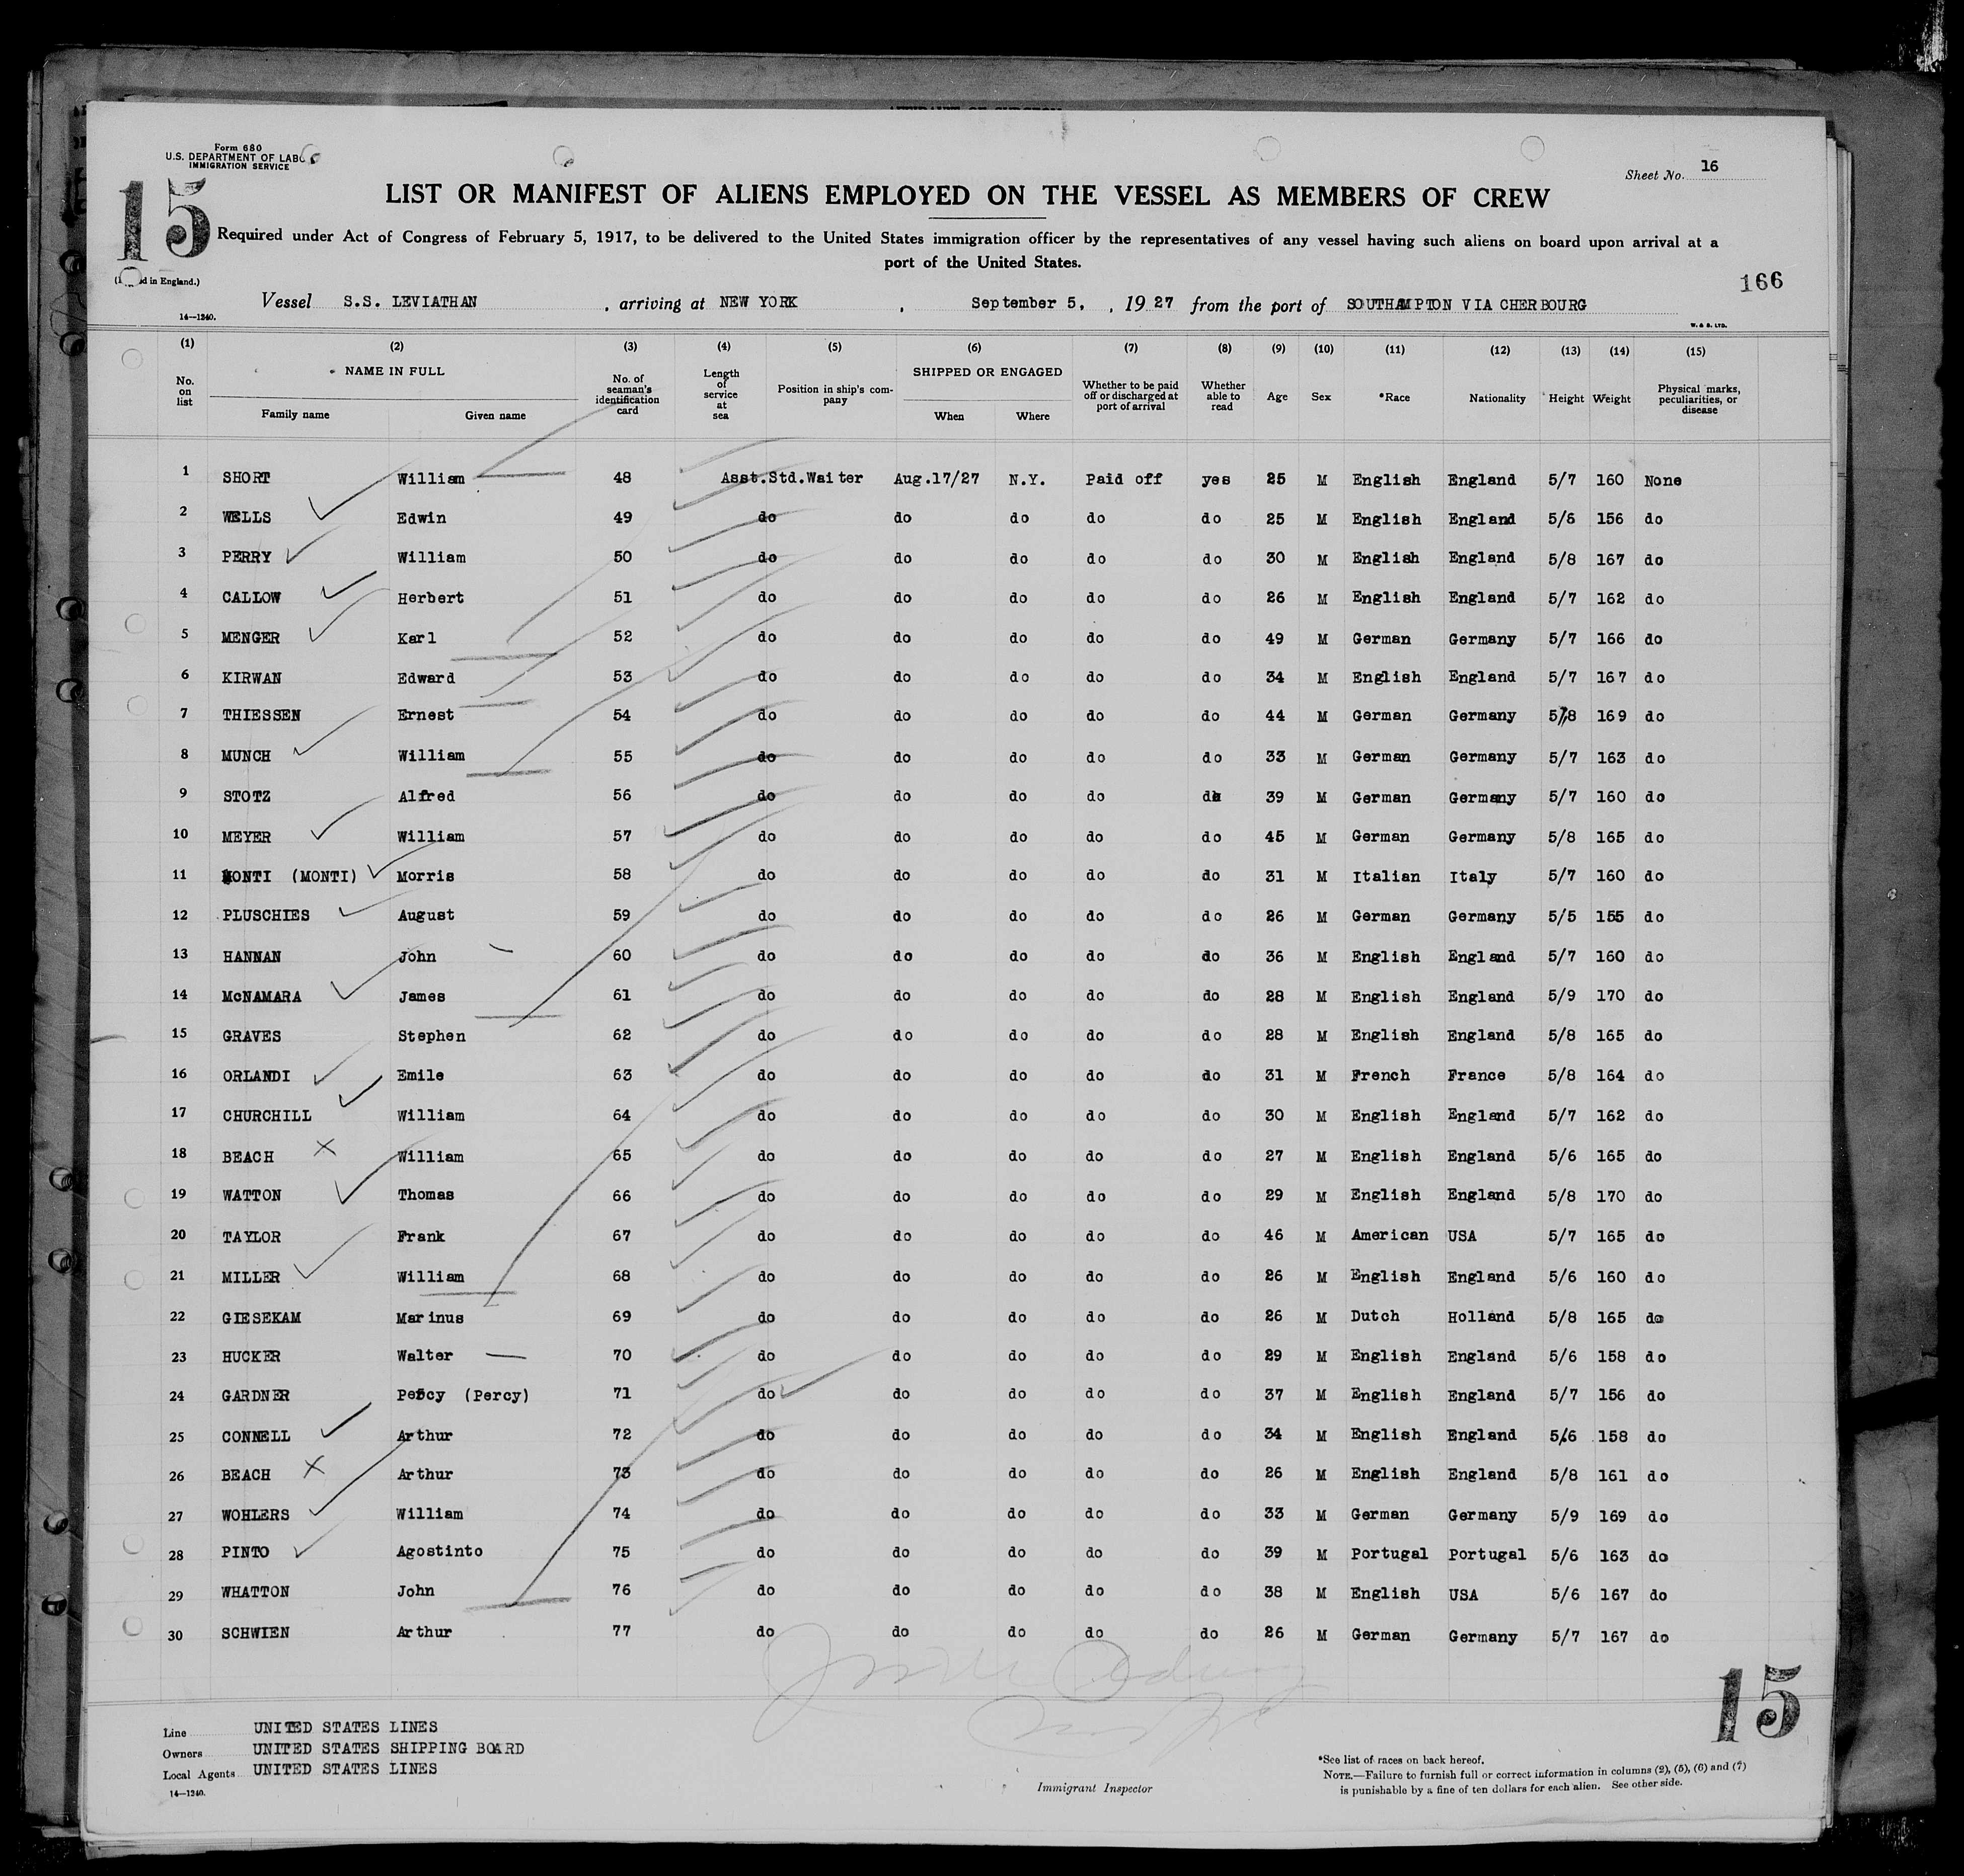 Form 680
U.S. DEPARTMENT OF LABO
IMMIGRATION SERVICE
Sheet No. 16
15
LIST OR MANIFEST OF ALIENS EMPLOYED ON THE VESSEL AS MEMBERS OF CREW
Required under Act of Congress of February 5, 1917, to be delivered to the United States immigration officer by the representatives of any vessel having such aliens on board upon arrival at a
port of the United States.
d in England.)
166
Vessel S.S. LEVIATHAN , arriving at NEW YORK , September 5, , 19 27 from the port of SOUTHAMPTON VIA CHERBOURG
14—1240.
W. & S. LTD.
(1) (2) (3) (4) (5) (6) (7) (8) (9) (10) (11) (12) (13) (14) (15)
No. on list NAME IN FULL Family name Given name No. of seaman's identification card Length of service at sea Position in ship's company SHIPPED OR ENGAGED When Where Whether to be paid off or discharged at port of arrival Whether able to read Age Sex *Race Nationality Height Weight Physical marks, peculiarities, or disease
1 SHORT William 48 Asst.Std.Waiter Aug.17/27 N.Y. Paid off yes 25 M English England 5/7 160 None
2 WELLS Edwin 49 do do do do do 25 M English England 5/6 156 do
3 PERRY William 50 do do do do do 30 M English England 5/8 167 do
4 CALLOW Herbert 51 do do do do do 26 M English England 5/7 162 do
5 MENGER Karl 52 do do do do do 49 M German Germany 5/7 166 do
6 KIRWAN Edward 53 do do do do do 34 M English England 5/7 167 do
7 THIESSEN Ernest 54 do do do do do 44 M German Germany 5/8 169 do
8 MUNCH William 55 do do do do do 33 M German Germany 5/7 163 do
9 STOTZ Alfred 56 do do do do do 39 M German Germany 5/7 160 do
10 MEYER William 57 do do do do do 45 M German Germany 5/8 165 do
11 MONTI (MONTI) Morris 58 do do do do do 31 M Italian Italy 5/7 160 do
12 PLUSCHIES August 59 do do do do do 26 M German Germany 5/5 155 do
13 HANNAN John 60 do do do do do 36 M English England 5/7 160 do
14 McNAMARA James 61 do do do do do 28 M English England 5/9 170 do
15 GRAVES Stephen 62 do do do do do 28 M English England 5/8 165 do
16 ORLANDI Emile 63 do do do do do 31 M French France 5/8 164 do
17 CHURCHILL William 64 do do do do do 30 M English England 5/7 162 do
18 BEACH William 65 do do do do do 27 M English England 5/6 165 do
19 WATTON Thomas 66 do do do do do 29 M English England 5/8 170 do
20 TAYLOR Frank 67 do do do do do 46 M American USA 5/7 165 do
21 MILLER William 68 do do do do do 26 M English England 5/6 160 do
22 GIESEKAM Marinus 69 do do do do do 26 M Dutch Holland 5/8 165 do
23 HUCKER Walter 70 do do do do do 29 M English England 5/6 158 do
24 GARDNER Percy (Percy) 71 do do do do do 37 M English England 5/7 156 do
25 CONNELL Arthur 72 do do do do do 34 M English England 5/6 158 do
26 BEACH Arthur 73 do do do do do 26 M English England 5/8 161 do
27 WOHLERS William 74 do do do do do 33 M German Germany 5/9 169 do
28 PINTO Agostinto 75 do do do do do 39 M Portugal Portugal 5/6 163 do
29 WHATTON John 76 do do do do do 38 M English USA 5/6 167 do
30 SCHWIEN Arthur 77 do do do do do 26 M German Germany 5/7 167 do
15
Line UNITED STATES LINES
Owners UNITED STATES SHIPPING BOARD
Local Agents UNITED STATES LINES
14—1240.
Immigrant Inspector
*See list of races on back hereof.
NOTE.—Failure to furnish full or correct information in columns (2), (5), (6) and (7)
is punishable by a fine of ten dollars for each alien. See other side.